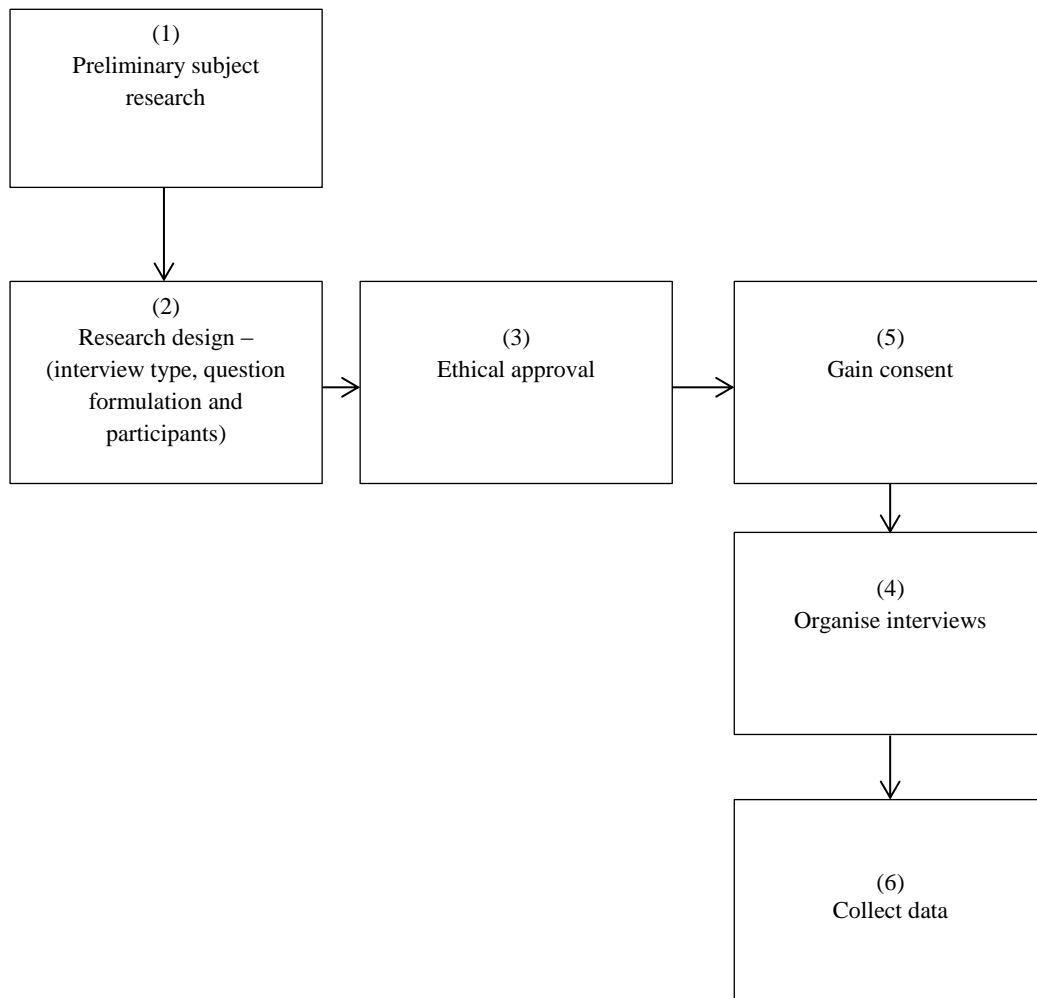 (1)
Preliminary subject
research
(2)
Research design –
(interview type, question
formulation and
participants)
(3)
Ethical approval
(5)
Gain consent
(4)
Organise interviews
(6)
Collect data